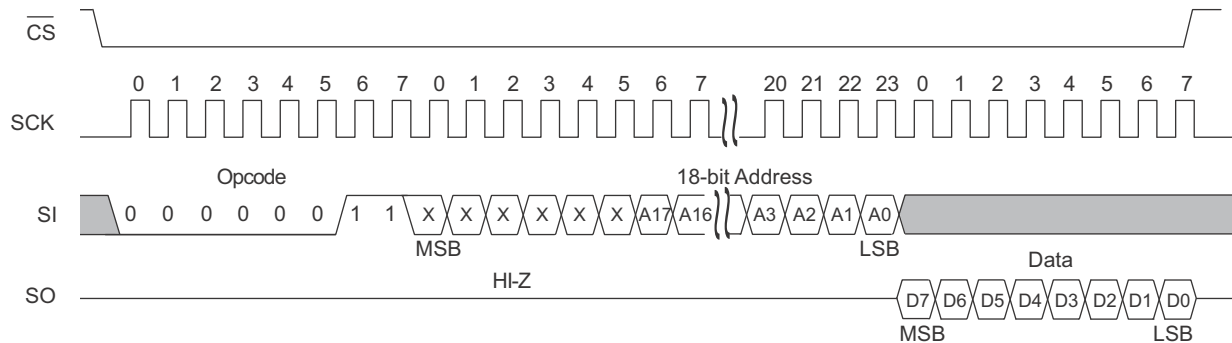 CS
0 1 2 3 4 5 6 7 0 1 2 3 4 5 6 7 20 21 22 23 0 1 2 3 4 5 6 7
SCK
Opcode 18-bit Address
SI 0 0 0 0 0 0 1 1 X X X X X X A17 A16 A3 A2 A1 A0
MSB LSB
HI-Z Data
SO D7 D6 D5 D4 D3 D2 D1 D0
MSB LSB